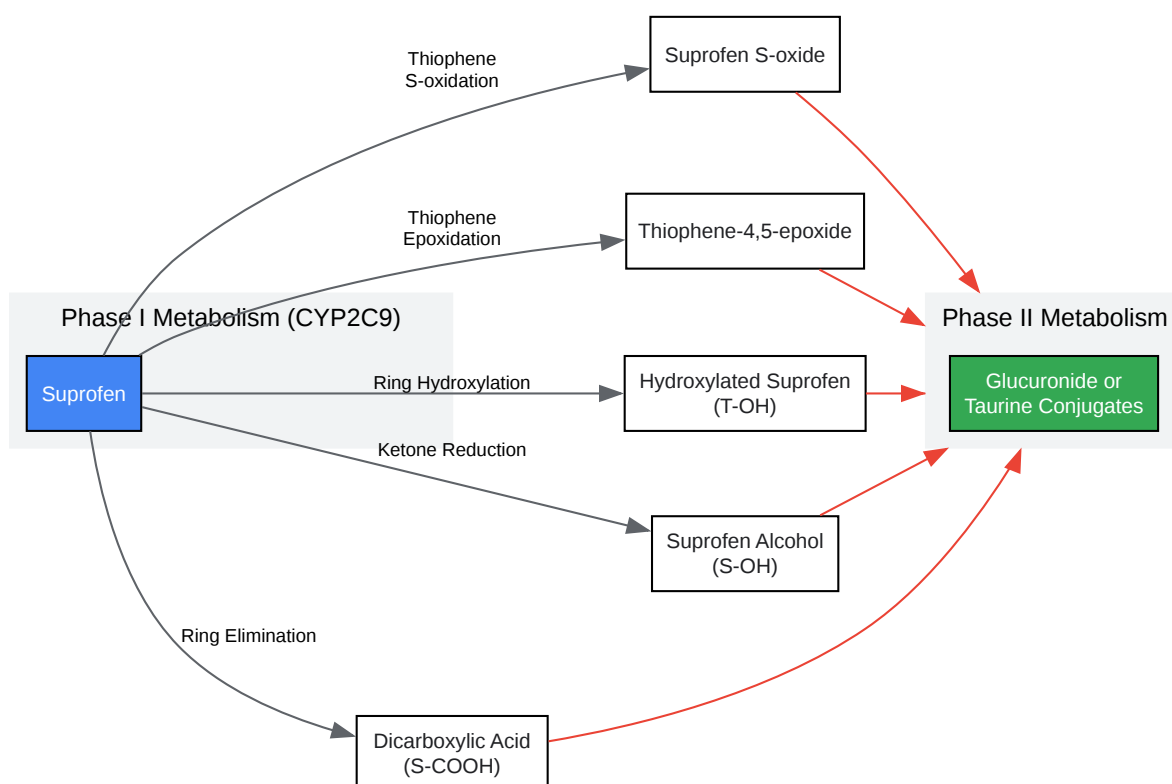 Thiophene
S-oxidation
Suprofen S-oxide
Thiophene
Epoxidation
Thiophene-4,5-epoxide
Phase I Metabolism (CYP2C9)
Phase II Metabolism
Suprofen
Ring Hydroxylation
Hydroxylated Suprofen
(T-OH)
Glucuronide or
Taurine Conjugates
Ketone Reduction
Suprofen Alcohol
(S-OH)
Ring Elimination
Dicarboxylic Acid
(S-COOH)